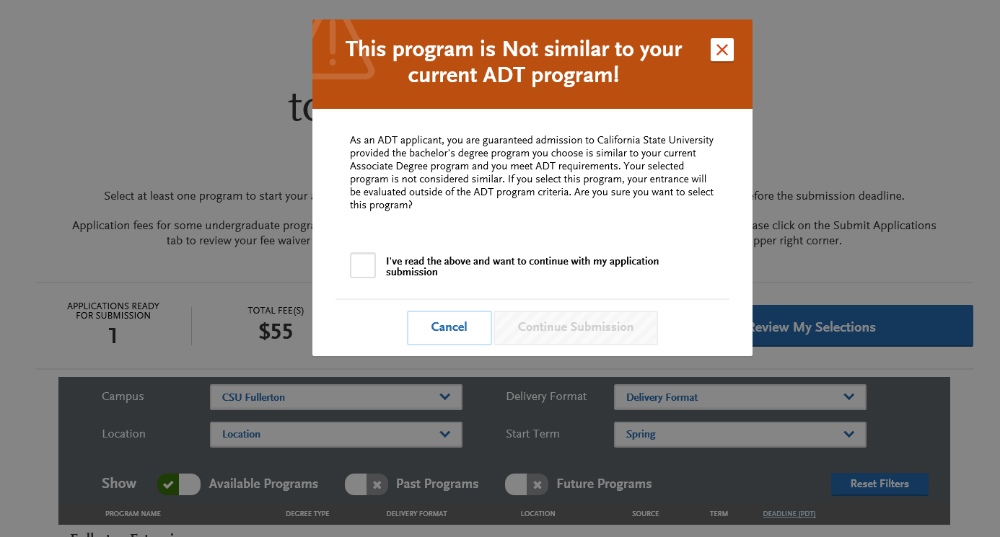 This program is Not similar to your
current ADT program!
As an ADT applicant, you are guaranteed admission to California State University
provided the bachelor's degree program you choose is similar to your current
Associate Degree program and you meet ADT requirements. Your selected
program is not considered similar. If you select this program, your entrance will
be evaluated outside of the ADT program criteria. Are you sure you want to select
this program?
I've read the above and want to continue with my application
submission
Cancel Continue Submission
Select at least one program to start your efore the submission deadline.
Application fees for some undergraduate ase click on the Submit Applications
tab to review your fee waiver pper right corner.
APPLICATIONS READY
FOR SUBMISSION
1
TOTAL FEE(S)
$55
Review My Selections
Campus CSU Fullerton Delivery Format Delivery Format
Location Location Start Term Spring
Show Available Programs Past Programs Future Programs Reset Filters
PROGRAM NAME DEGREE TYPE DELIVERY FORMAT LOCATION SOURCE TERM DEADLINE (PDT)